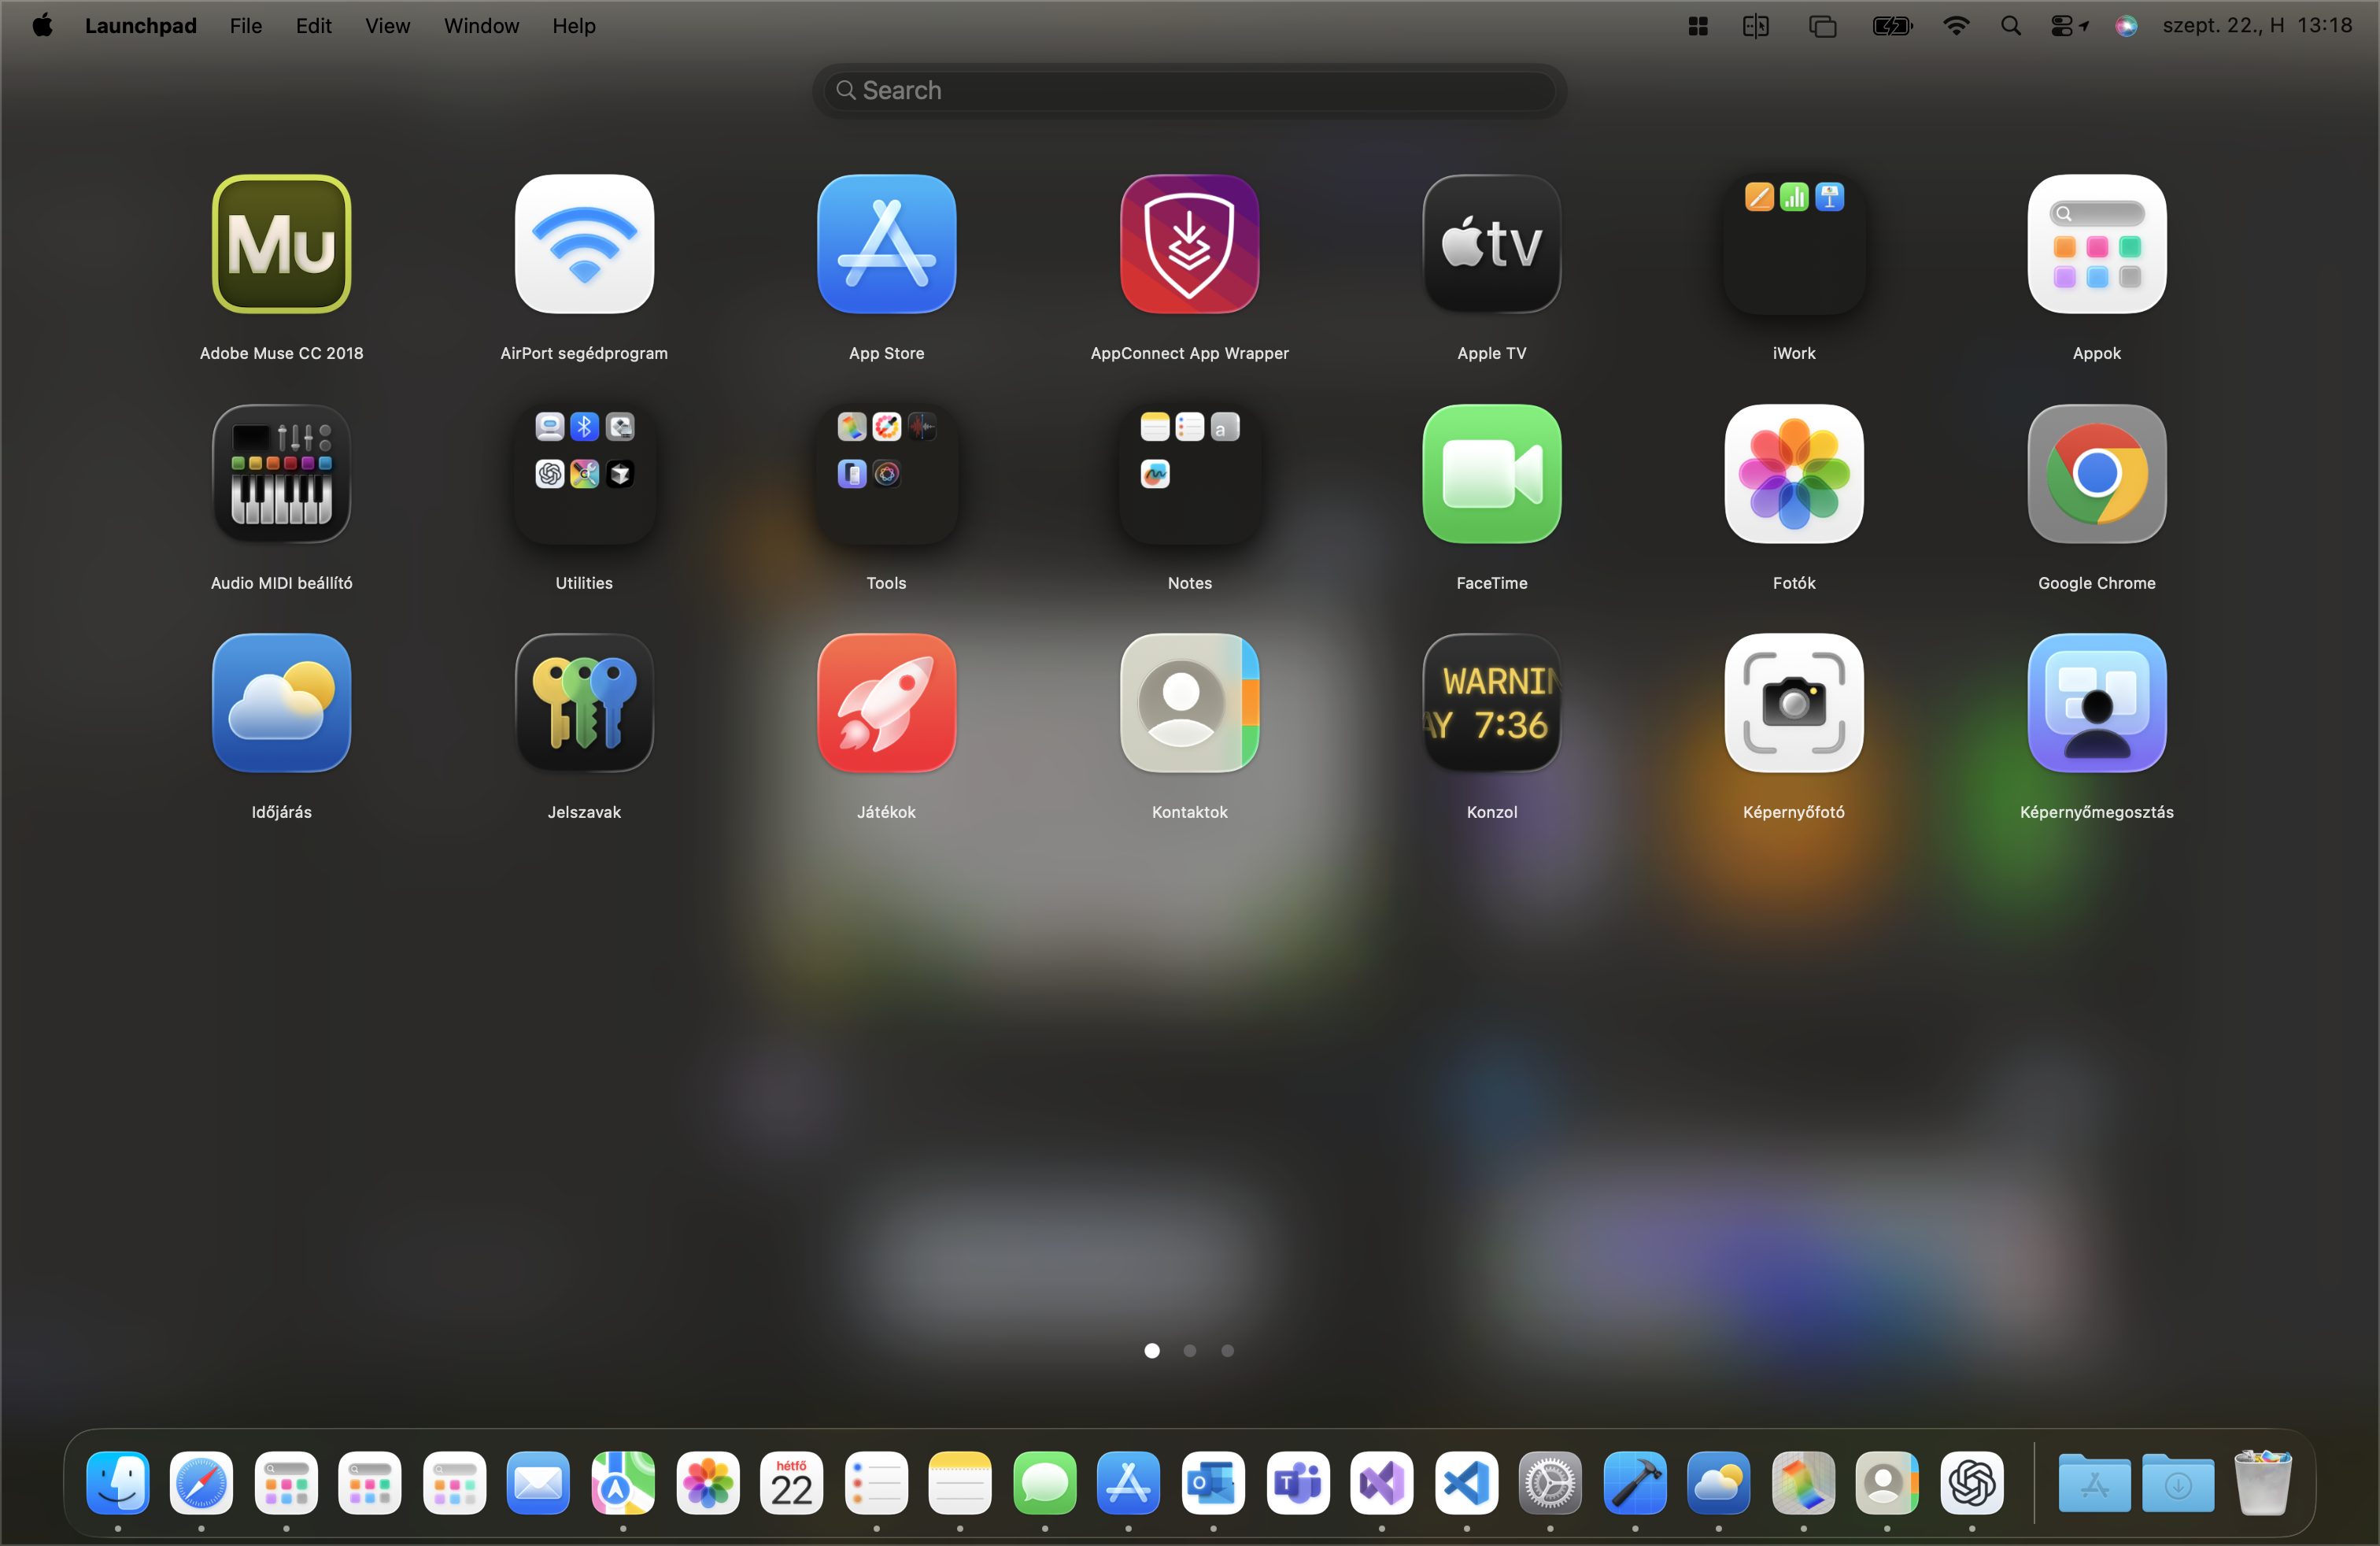 Launchpad File Edit View Window Help szept. 22., H 13:18
Search
Mu tv
Adobe Muse CC 2018 AirPort segédprogram App Store AppConnect App Wrapper Apple TV iWork Appok
a
Audio MIDI beállító Utilities Tools Notes FaceTime Fotók Google Chrome
WARNIN
AY 7:36
Időjárás Jelszavak Játékok Kontaktok Konzol Képernyőfotó Képernyőmegosztás
hétfő
22
O T